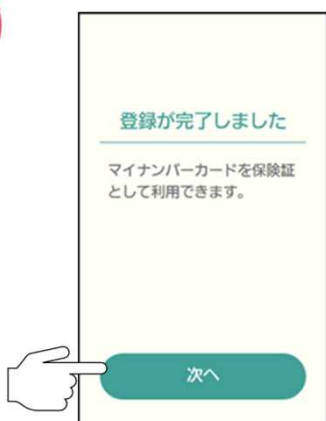 登録が完了しました
マイナンバーカードを保険証
として利用できます。
次へ